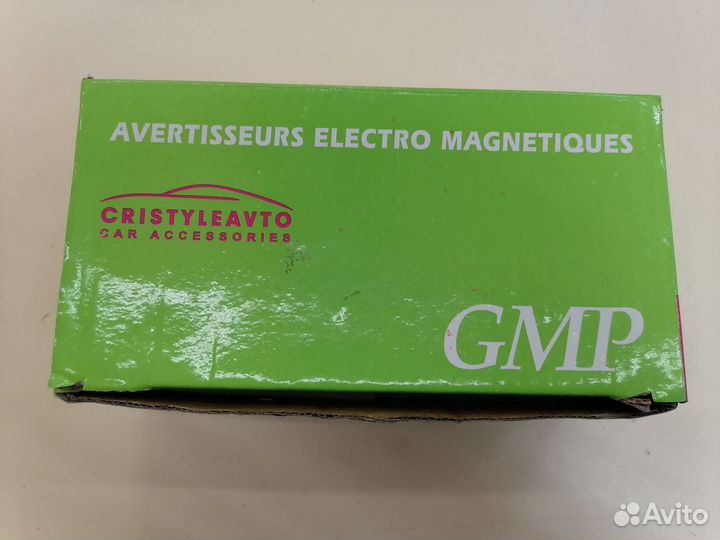 AVERTISSEURS ELECTRO MAGNETIQUES
CRISTYLEAVTO
CAR ACCESSORIES
GMP
Avito